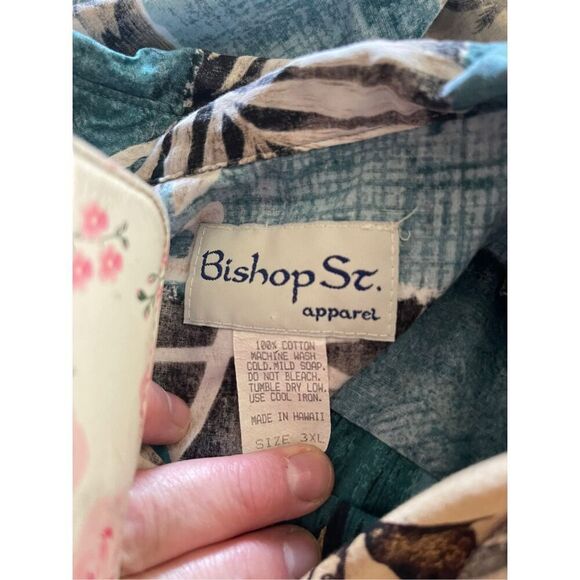 Bishop St.
apparel
100% COTTON
MACHINE WASH
COLD. MILD SOAP.
DO NOT BLEACH.
TUMBLE DRY LOW.
USE COOL IRON.
MADE IN HAWAII
SIZE 3XL